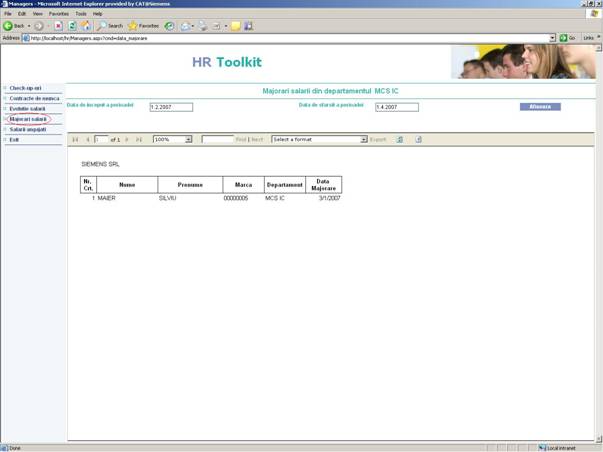 Managers - Microsoft Internet Explorer provided by CAT@Siemens
File Edit View Favorites Tools Help
Back Search Favorites
Address http://localhost/hr/Managers.aspx?cmd=data_majorare Go Links
HR Toolkit
Check-up-uri
Contracte de munca
Evolutie salarii
Majorari salarii
Salarii angajati
Exit
Majorari salarii din departamentul MCS IC
Data de inceput a perioadei 1.2.2007 Data de sfarsit a perioadei 1.4.2007 Afiseaza
1 of 1 100% Find | Next Select a format Export
SIEMENS SRL
Nr. Crt. Nume Prenume Marca Departament Data Majorare
1 MAIER SILVIU 00000005 MCS IC 3/1/2007
Done Local intranet